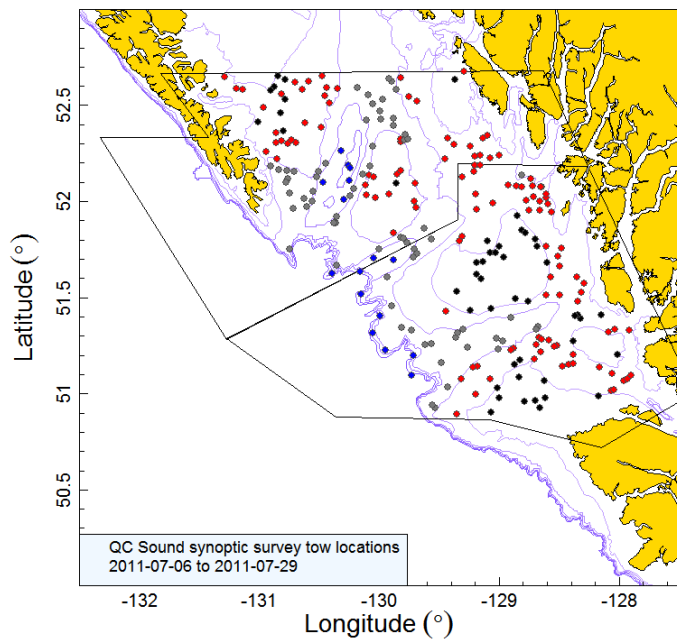 52.5
52
51.5
51
50.5
Latitude (°)
QC Sound synoptic survey tow locations
2011-07-06 to 2011-07-29
-132 -131 -130 -129 -128
Longitude (°)